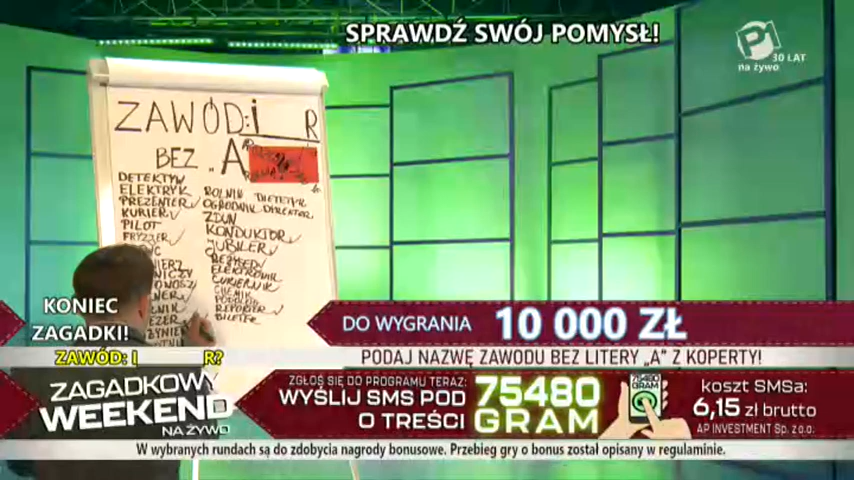 SPRAWDŹ SWÓJ POMYSŁ!
30 LAT
na żywo
ZAWÓD: i R
BEZ „A
DETEKTYW
ELEKTRYK
PREZENTER
KURIER
PILOT
FRYZJER
ROLNIK DIETETYK
OGRODNIK DIREKTOR
ZDUN
KONDUKTOR
JUBILER
REŻYSER
ELEKTRONIK
CUKIERNIK
CHEMIK
REPORTER
KONIEC
ZAGADKI!
ZAWÓD: I R?
DO WYGRANIA 10 000 ZŁ
PODAJ NAZWĘ ZAWODU BEZ LITERY „A” Z KOPERTY!
ZAGADKOWY
WEEKEND
NA ŻYWO
ZGŁOŚ SIĘ DO PROGRAMU TERAZ:
WYŚLIJ SMS POD 75480
O TREŚCI GRAM
75480
GRAM
koszt SMSa:
6,15 zł brutto
AP INVESTMENT Sp. z o.o.
W wybranych rundach są do zdobycia nagrody bonusowe. Przebieg gry o bonus został opisany w regulaminie.